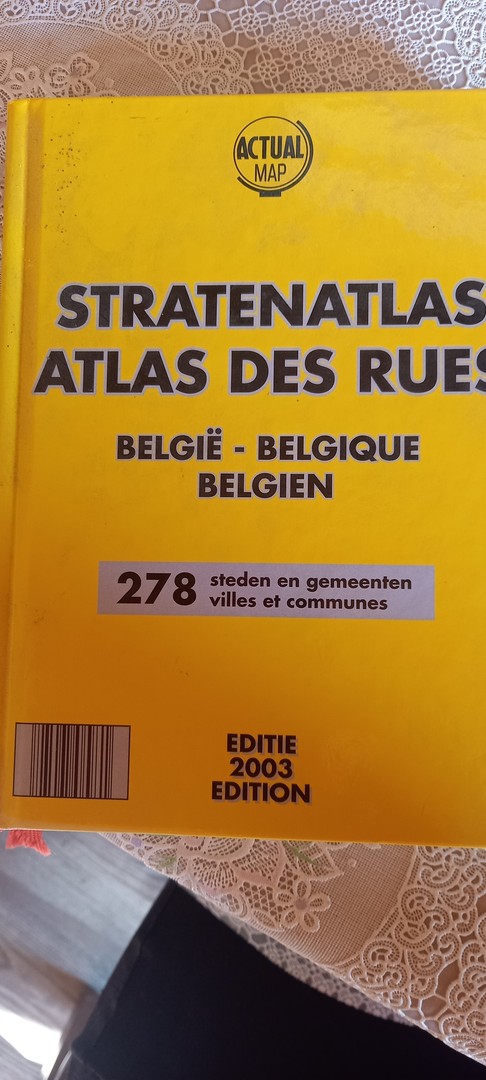 ACTUAL
MAP
STRATENATLAS
ATLAS DES RUES
BELGIË - BELGIQUE
BELGIEN
278 steden en gemeenten
villes et communes
EDITIE
2003
EDITION